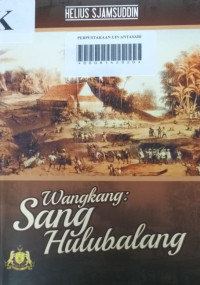 HELIUS SJAMSUDDIN
K
PERPUSTAKAAN UIN ANTASARI
Wangkang:
Sang
Hulubalang